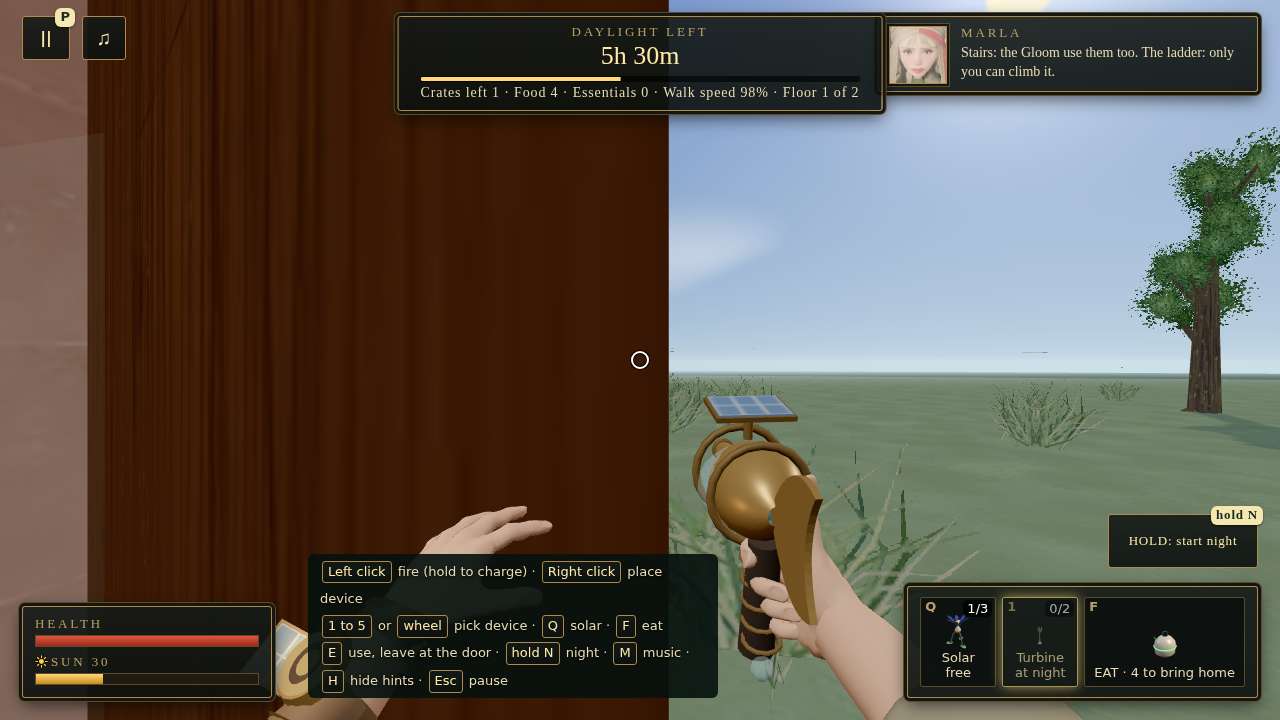 P
II
♫
DAYLIGHT LEFT
5h 30m
Crates left 1 · Food 4 · Essentials 0 · Walk speed 98% · Floor 1 of 2
MARLA
Stairs: the Gloom use them too. The ladder: only
you can climb it.
hold N
HOLD: start night
HEALTH
SUN 30
Left click fire (hold to charge) · Right click place
device
1 to 5 or wheel pick device · Q solar · F eat
E use, leave at the door · hold N night · M music ·
H hide hints · Esc pause
Q 1/3
Solar
free
1 0/2
Turbine
at night
F
EAT · 4 to bring home